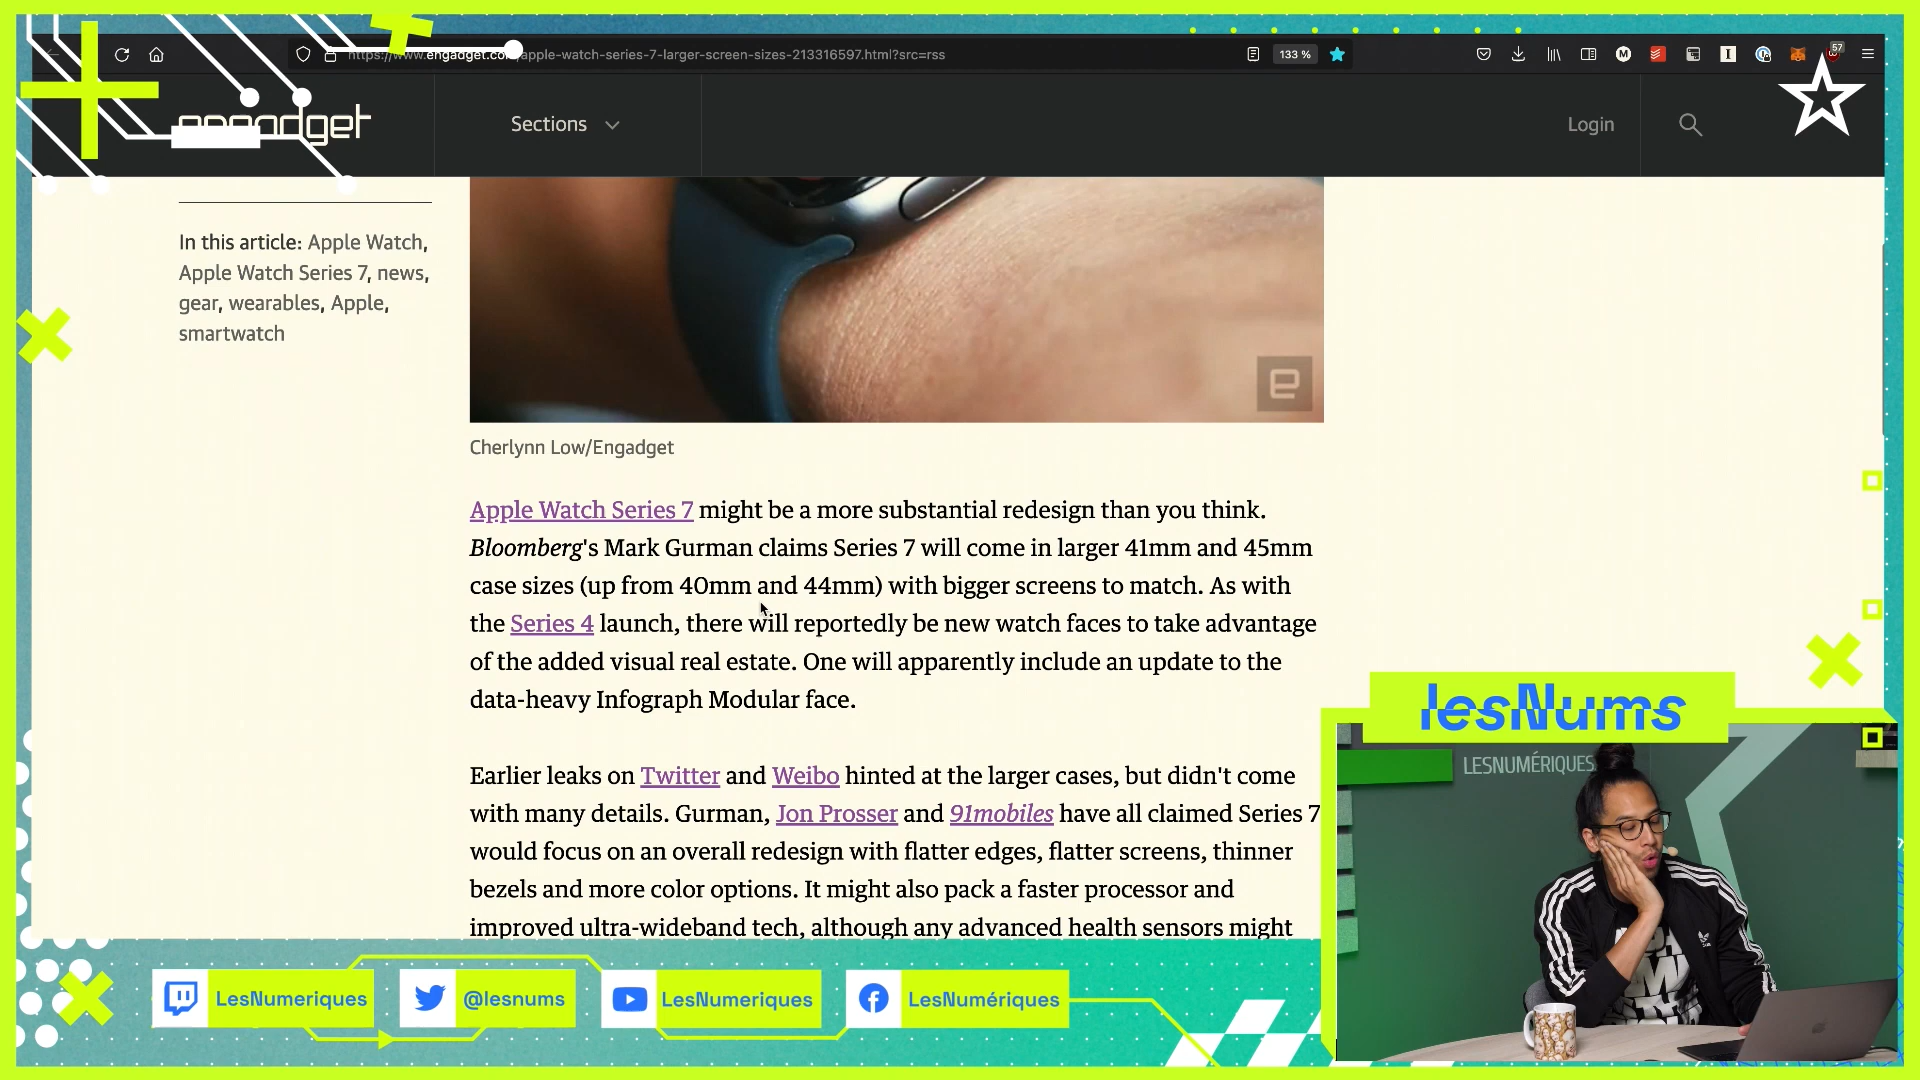 https://www.engadget.com/apple-watch-series-7-larger-screen-sizes-213316597.html?src=rss
133 %
57
engadget
Sections
Login
In this article: Apple Watch,
Apple Watch Series 7, news,
gear, wearables, Apple,
smartwatch
Cherlynn Low/Engadget
Apple Watch Series 7 might be a more substantial redesign than you think.
Bloomberg's Mark Gurman claims Series 7 will come in larger 41mm and 45mm
case sizes (up from 40mm and 44mm) with bigger screens to match. As with
the Series 4 launch, there will reportedly be new watch faces to take advantage
of the added visual real estate. One will apparently include an update to the
data-heavy Infograph Modular face.
Earlier leaks on Twitter and Weibo hinted at the larger cases, but didn't come
with many details. Gurman, Jon Prosser and 91mobiles have all claimed Series 7
would focus on an overall redesign with flatter edges, flatter screens, thinner
bezels and more color options. It might also pack a faster processor and
improved ultra-wideband tech, although any advanced health sensors might
lesNums
LESNUMÉRIQUES
LesNumeriques
@lesnums
LesNumeriques
LesNumériques